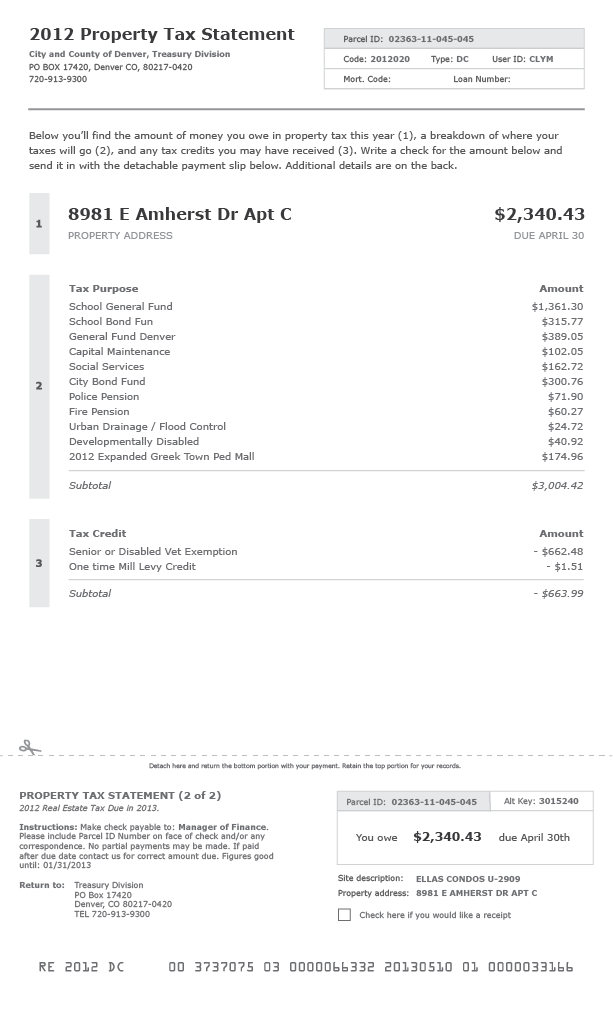 2012 Property Tax Statement
City and County of Denver, Treasury Division
PO BOX 17420, Denver CO, 80217-0420
720-913-9300
Parcel ID: 02363-11-045-045
Code: 2012020 Type: DC User ID: CLYM
Mort. Code: Loan Number:
Below you'll find the amount of money you owe in property tax this year (1), a breakdown of where your
taxes will go (2), and any tax credits you may have received (3). Write a check for the amount below and
send it in with the detachable payment slip below. Additional details are on the back.
1
8981 E Amherst Dr Apt C $2,340.43
PROPERTY ADDRESS DUE APRIL 30
2
Tax Purpose Amount
School General Fund $1,361.30
School Bond Fun $315.77
General Fund Denver $389.05
Capital Maintenance $102.05
Social Services $162.72
City Bond Fund $300.76
Police Pension $71.90
Fire Pension $60.27
Urban Drainage / Flood Control $24.72
Developmentally Disabled $40.92
2012 Expanded Greek Town Ped Mall $174.96
Subtotal $3,004.42
3
Tax Credit Amount
Senior or Disabled Vet Exemption - $662.48
One time Mill Levy Credit - $1.51
Subtotal - $663.99
Detach here and return the bottom portion with your payment. Retain the top portion for your records.
PROPERTY TAX STATEMENT (2 of 2)
2012 Real Estate Tax Due in 2013.
Instructions: Make check payable to: Manager of Finance.
Please include Parcel ID Number on face of check and/or any
correspondence. No partial payments may be made. If paid
after due date contact us for correct amount due. Figures good
until: 01/31/2013
Return to: Treasury Division
PO Box 17420
Denver, CO 80217-0420
TEL 720-913-9300
Parcel ID: 02363-11-045-045 Alt Key: 3015240
You owe $2,340.43 due April 30th
Site description: ELLAS CONDOS U-2909
Property address: 8981 E AMHERST DR APT C
Check here if you would like a receipt
RE 2012 DC 00 3737075 03 0000066332 20130510 01 0000033166